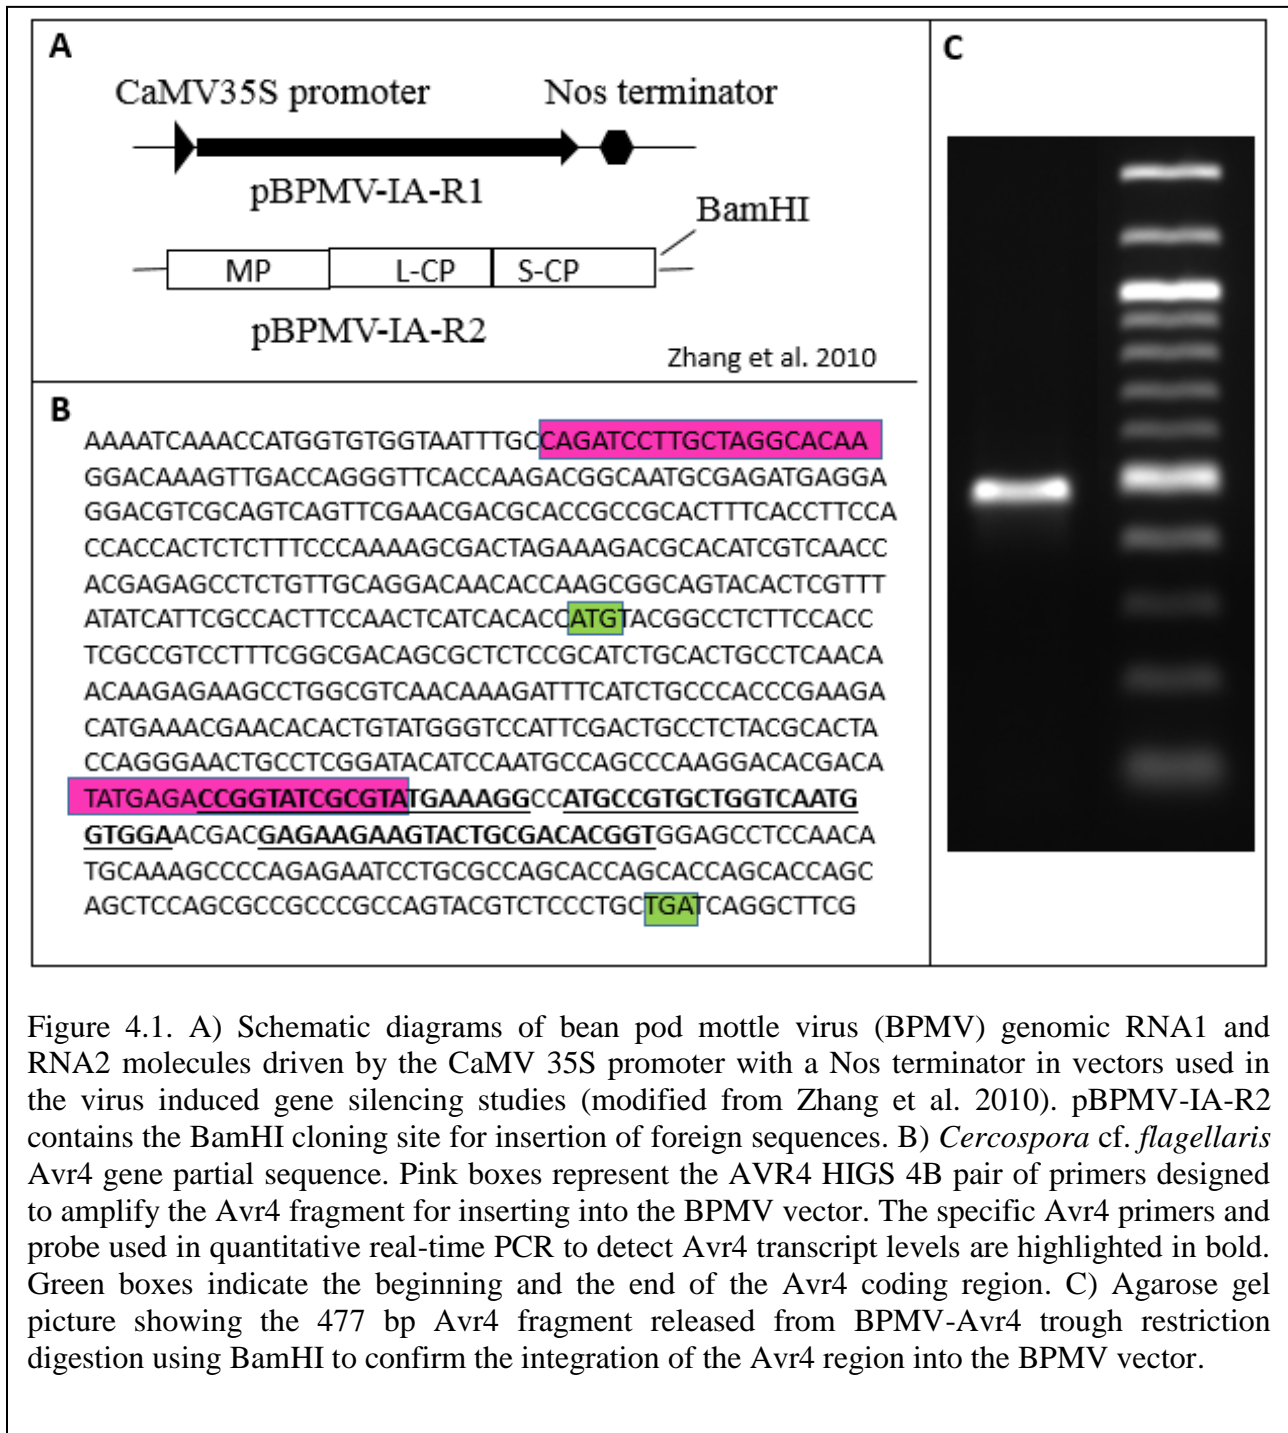 A
CaMV35S promoter
Nos terminator
pBPMV-IA-R1
BamHI
MP
L-CP
S-CP
pBPMV-IA-R2
Zhang et al. 2010
B
AAAATCAAACCATGGTGTGGTAATTTGCCAGATCCTTGCTAGGCACAA
GGACAAAGTTGACCAGGGTTCACCAAGACGGCAATGCGAGATGAGGA
GGACGTCGCAGTCAGTTCGAACGACGCACCGCCGCACTTTCACCTTCCA
CCACCACTCTCTTTCCCAAAAGCGACTAGAAAGACGCACATCGTCAACC
ACGAGAGCCTCTGTTGCAGGACAACACCAAGCGGCAGTACACTCGTTT
ATATCATTCGCCACTTCCAACTCATCACACCATGTACGGCCTCTTCCACC
TCGCCGTCCTTTCGGCGACAGCGCTCTCCGCATCTGCACTGCCTCAACA
ACAAGAGAAGCCTGGCGTCAACAAAGATTTCATCTGCCCACCCGAAGA
CATGAAACGAACACACTGTATGGGTCCATTCGACTGCCTCTACGCACTA
CCAGGGAACTGCCTCGGATACATCCAATGCCAGCCCAAGGACACGACA
TATGAGACCGGTATCGCGTATGAAAGGCCATGCCGTGCTGGTCAATG
GTGGAACGACGAGAAGAAGTACTGCGACACGGTGGAGCCTCCAACA
TGCAAAGCCCCAGAGAATCCTGCGCCAGCACCAGCACCAGCACCAGC
AGCTCCAGCGCCGCCCGCCAGTACGTCTCCCTGCTGATCAGGCTTCG
C
Figure 4.1. A) Schematic diagrams of bean pod mottle virus (BPMV) genomic RNA1 and
RNA2 molecules driven by the CaMV 35S promoter with a Nos terminator in vectors used in
the virus induced gene silencing studies (modified from Zhang et al. 2010). pBPMV-IA-R2
contains the BamHI cloning site for insertion of foreign sequences. B) Cercospora cf. flagellaris
Avr4 gene partial sequence. Pink boxes represent the AVR4 HIGS 4B pair of primers designed
to amplify the Avr4 fragment for inserting into the BPMV vector. The specific Avr4 primers and
probe used in quantitative real-time PCR to detect Avr4 transcript levels are highlighted in bold.
Green boxes indicate the beginning and the end of the Avr4 coding region. C) Agarose gel
picture showing the 477 bp Avr4 fragment released from BPMV-Avr4 trough restriction
digestion using BamHI to confirm the integration of the Avr4 region into the BPMV vector.